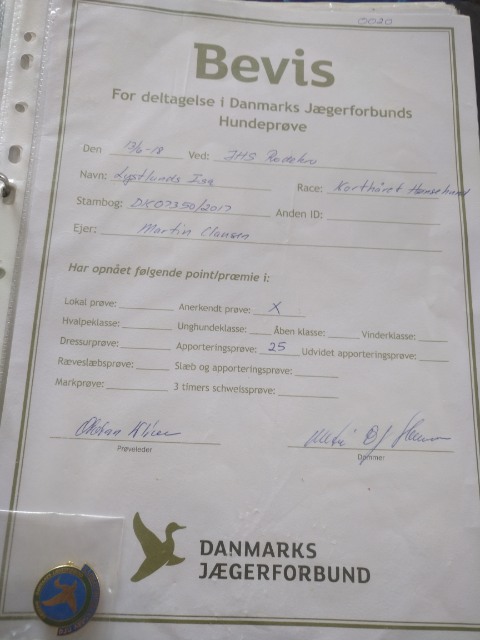 0020
Bevis
For deltagelse i Danmarks Jægerforbunds
Hundeprøve
Den 13/6-18 Ved: JHS Rødekro
Navn: Lystlunds Isa Race: Korthåret Hønsehund
Stambog: DK07350/2017 Anden ID:
Ejer: Martin Clausen
Har opnået følgende point/præmie i:
Lokal prøve: Anerkendt prøve: X
Hvalpeklasse: Unghundeklasse: Åben klasse: Vinderklasse:
Dressurprøve: Apporteringsprøve: 25 Udvidet apporteringsprøve:
Ræveslæbsprøve: Slæb og apporteringsprøve:
Markprøve: 3 timers schweissprøve:
Prøveleder Dommer
DANMARKS
JÆGERFORBUND